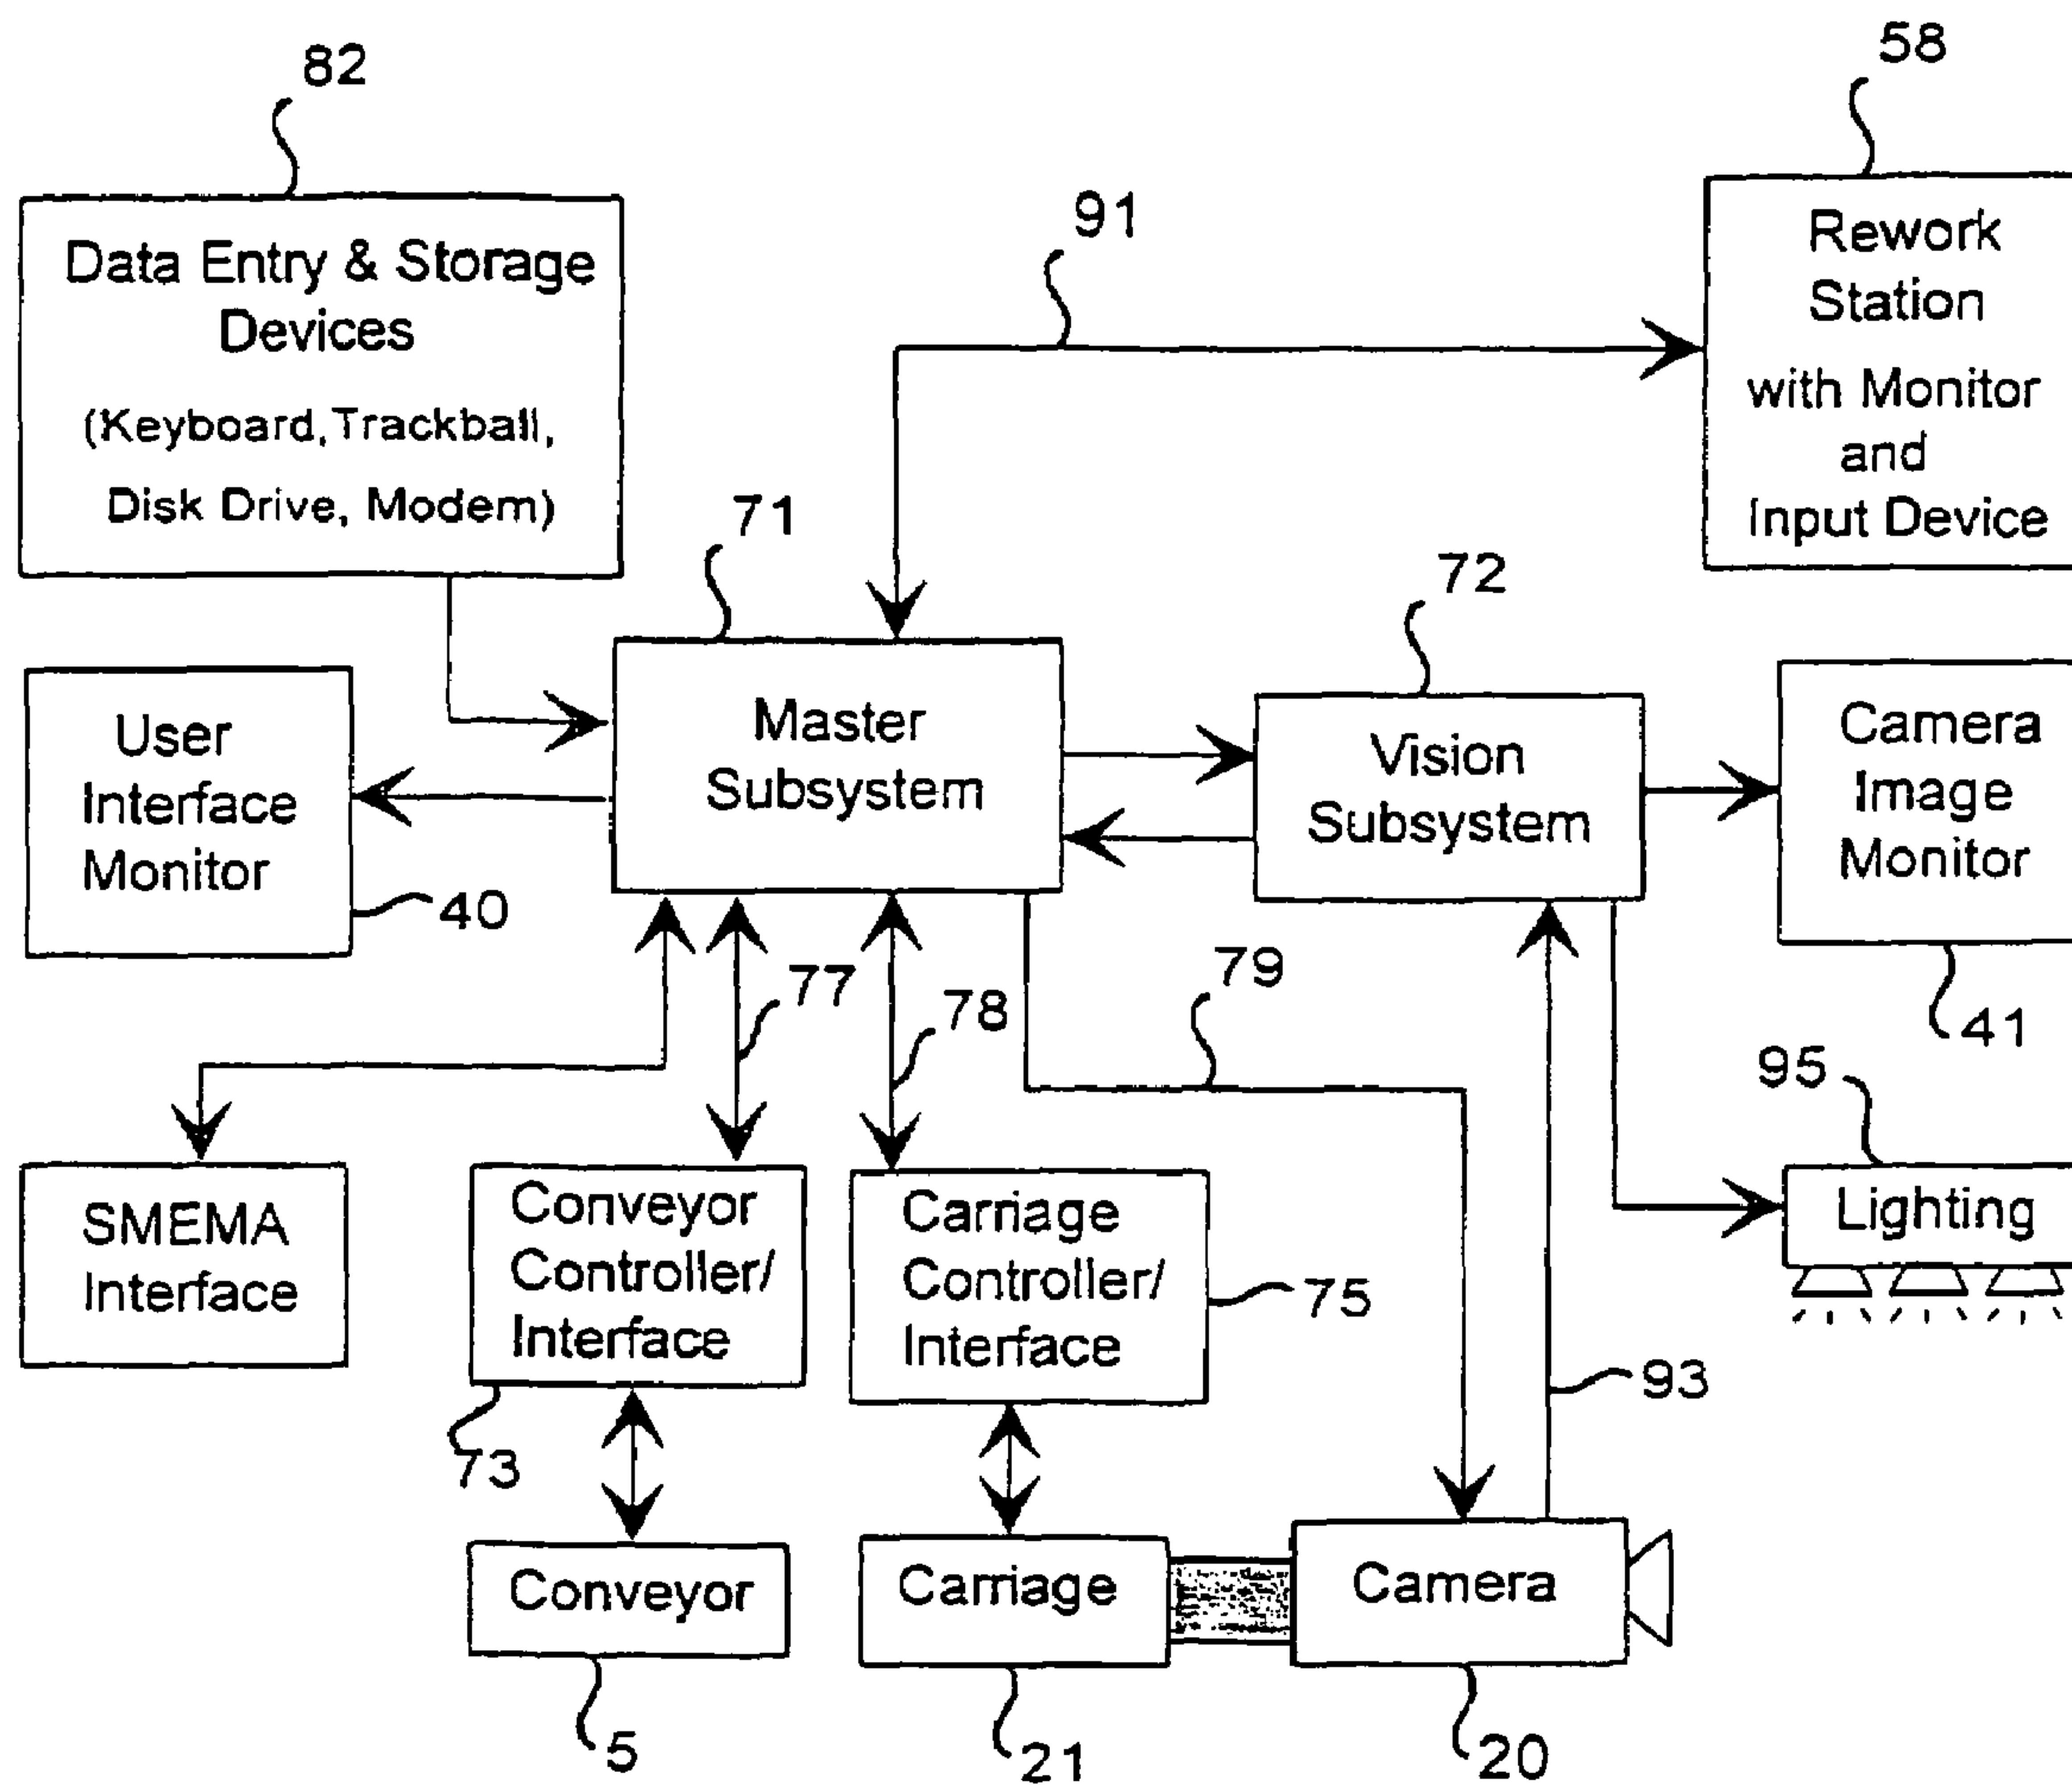 82
58
Data Entry & Storage
Devices
(Keyboard, Trackball,
Disk Drive, Modem)
91
Rework
Station
with Monitor
and
Input Device
71
72
User
Interface
Monitor
40
Master
Subsystem
Vision
Subsystem
Camera
Image
Monitor
41
77
78
79
95
SMEMA
Interface
Conveyor
Controller/
Interface
73
Carriage
Controller/
Interface
75
Lighting
93
Conveyor
5
Carriage
21
Camera
20